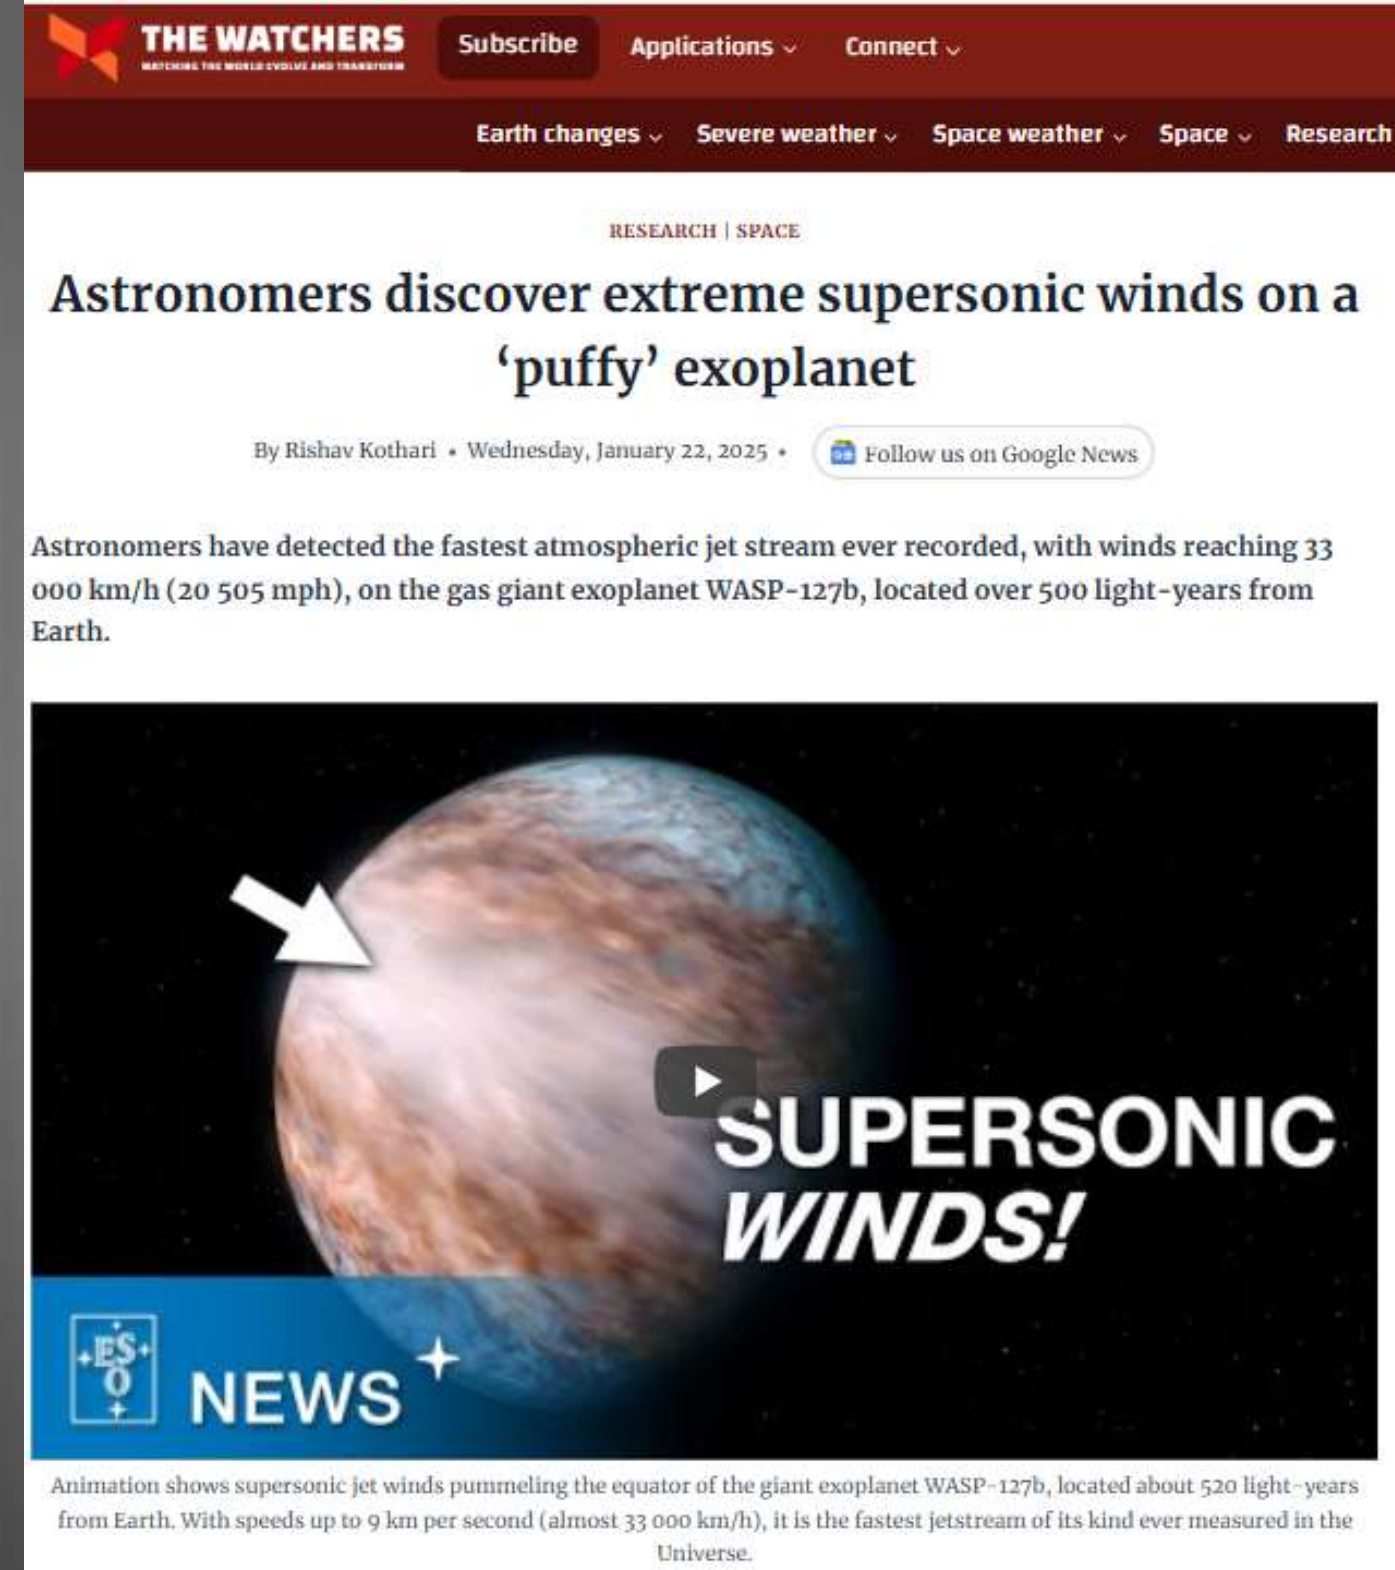 THE WATCHERS
WATCHING THE WORLD EVOLVE AND TRANSFORM
Subscribe
Applications
Connect
Earth changes
Severe weather
Space weather
Space
Research
RESEARCH | SPACE
Astronomers discover extreme supersonic winds on a
‘puffy’ exoplanet
By Rishav Kothari • Wednesday, January 22, 2025 •
Follow us on Google News
Astronomers have detected the fastest atmospheric jet stream ever recorded, with winds reaching 33
000 km/h (20 505 mph), on the gas giant exoplanet WASP-127b, located over 500 light-years from
Earth.
SUPERSONIC
WINDS!
ESO
NEWS
Animation shows supersonic jet winds pummeling the equator of the giant exoplanet WASP-127b, located about 520 light-years
from Earth. With speeds up to 9 km per second (almost 33 000 km/h), it is the fastest jetstream of its kind ever measured in the
Universe.